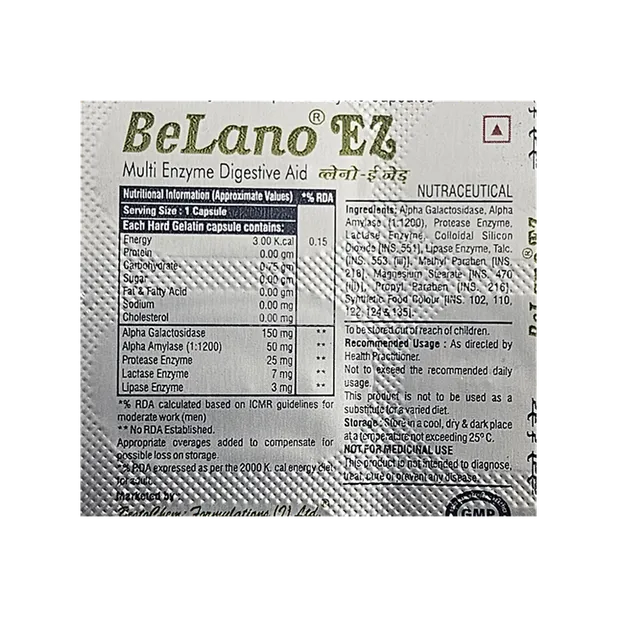 BeLano® EZ
Multi Enzyme Digestive Aid
NUTRACEUTICAL
Nutritional Information (Approximate Values) *% RDA
Serving Size : 1 Capsule
Each Hard Gelatin capsule contains:
Energy 3.00 K.cal 0.15
Protein 0.00 gm
Carbohydrate 0.75 gm
Sugar 0.00 gm
Fat & Fatty Acid 0.00 gm
Sodium 0.00 mg
Cholesterol 0.00 mg
Alpha Galactosidase 150 mg **
Alpha Amylase (1:1200) 50 mg **
Protease Enzyme 25 mg **
Lactase Enzyme 7 mg **
Lipase Enzyme 3 mg **
*% RDA calculated based on ICMR guidelines for
moderate work (men)
** No RDA Established.
Appropriate overages added to compensate for
possible loss on storage.
*% RDA expressed as per the 2000 K. cal energy diet
for adult.
Marketed by :
Formulations (I) Ltd.
Ingredients: Alpha Galactosidase, Alpha
Amylase (1:1200), Protease Enzyme,
Lactase Enzyme, Colloidal Silicon
Dioxide [INS. 551], Lipase Enzyme, Talc.
[INS. 553 (iii)], Methyl Paraben [INS.
218], Magnesium Stearate [INS. 470
(iii)], Propyl Paraben [INS. 216],
Synthetic Food Colour [INS. 102, 110,
122, 124 & 135].
To be stored out of reach of children.
Recommended Usage : As directed by
Health Practitioner.
Not to exceed the recommended daily
usage.
This product is not to be used as a
substitute for a varied diet.
Storage : Store in a cool, dry & dark place
at a temperature not exceeding 25° C.
NOT FOR MEDICINAL USE
This product is not intended to diagnose,
treat, cure or prevent any disease.
GMP